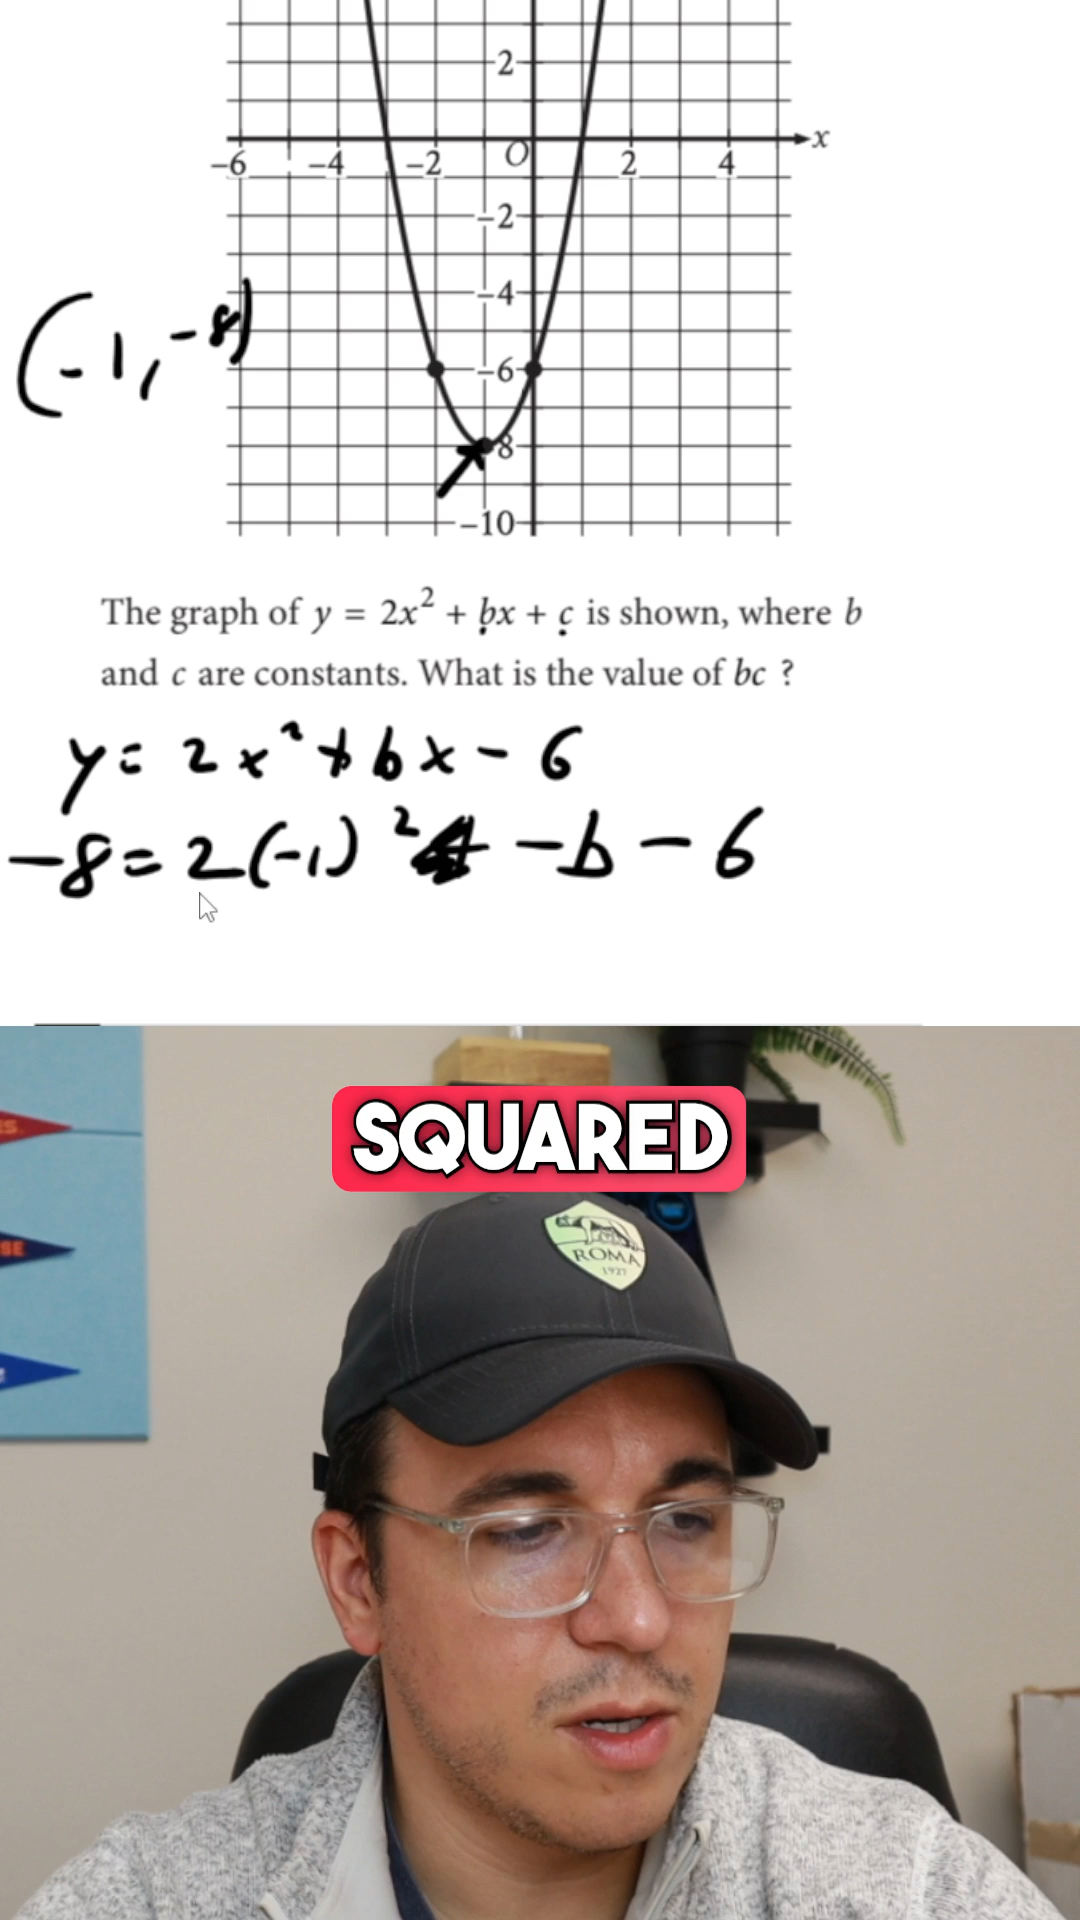 2
x
−6 −4 −2 O 2 4
−2
−4
(-1, -8)
−6
−8
−10
The graph of y = 2x² + bx + c is shown, where b
and c are constants. What is the value of bc ?
y = 2x² + bx - 6
-8 = 2(-1)² - b - 6
SQUARED
ROMA
1927
ES
SE